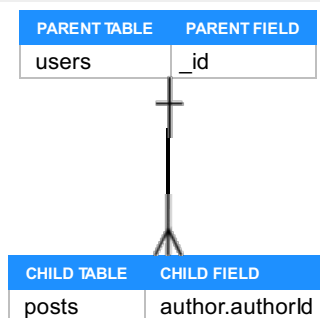 PARENT TABLE PARENT FIELD
users _id
CHILD TABLE CHILD FIELD
posts author.authorId